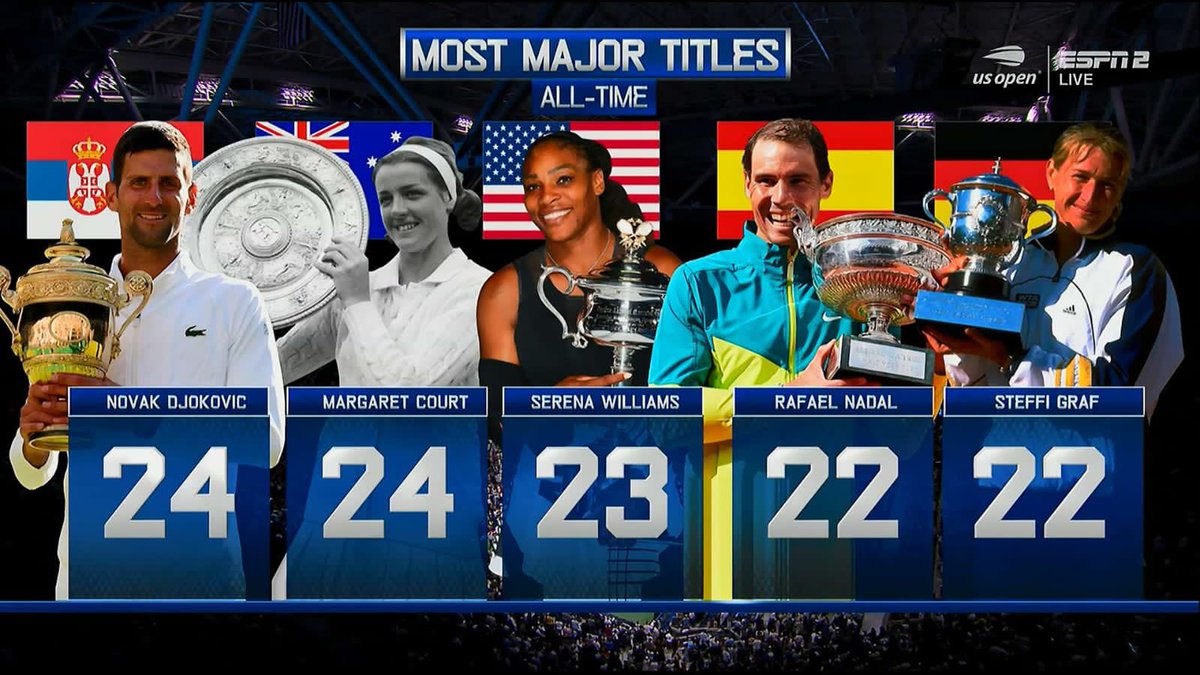 MOST MAJOR TITLES
ALL-TIME
us open
ESPN2
LIVE
NOVAK DJOKOVIC
MARGARET COURT
SERENA WILLIAMS
RAFAEL NADAL
STEFFI GRAF
24
24
23
22
22